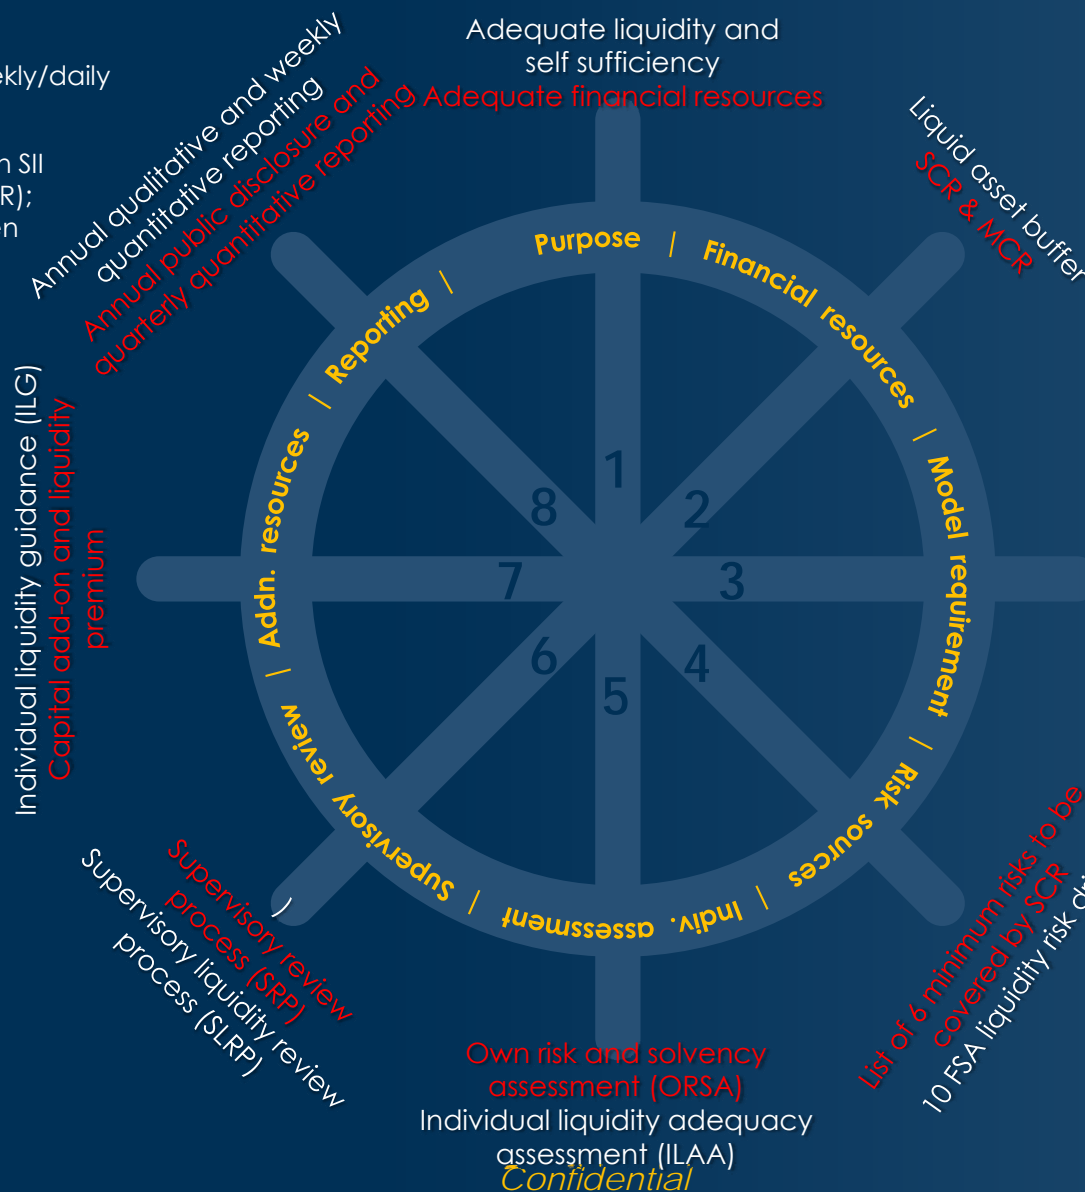 Adequate liquidity and
self sufficiency
Adequate financial resources
Liquid asset buffer
SCR & MCR
Annual qualitative and weekly
quantitative reporting
Annual public disclosure and
quarterly quantitative reporting
SII
R);
Individual liquidity guidance (ILG)
Capital add-on and liquidity
premium
Purpose | Financial resources | Model requirement | Risk sources | Indiv. assessment | Supervisory review | Addn. resources | Reporting |
1
2
3
4
5
6
7
8
Supervisory review
process (SRP)
)
Supervisory liquidity review
process (SLRP)
List of 6 minimum risks to be
covered by SCR
10 FSA liquidity risk
Own risk and solvency
assessment (ORSA)
Individual liquidity adequacy
assessment (ILAA)
Confidential